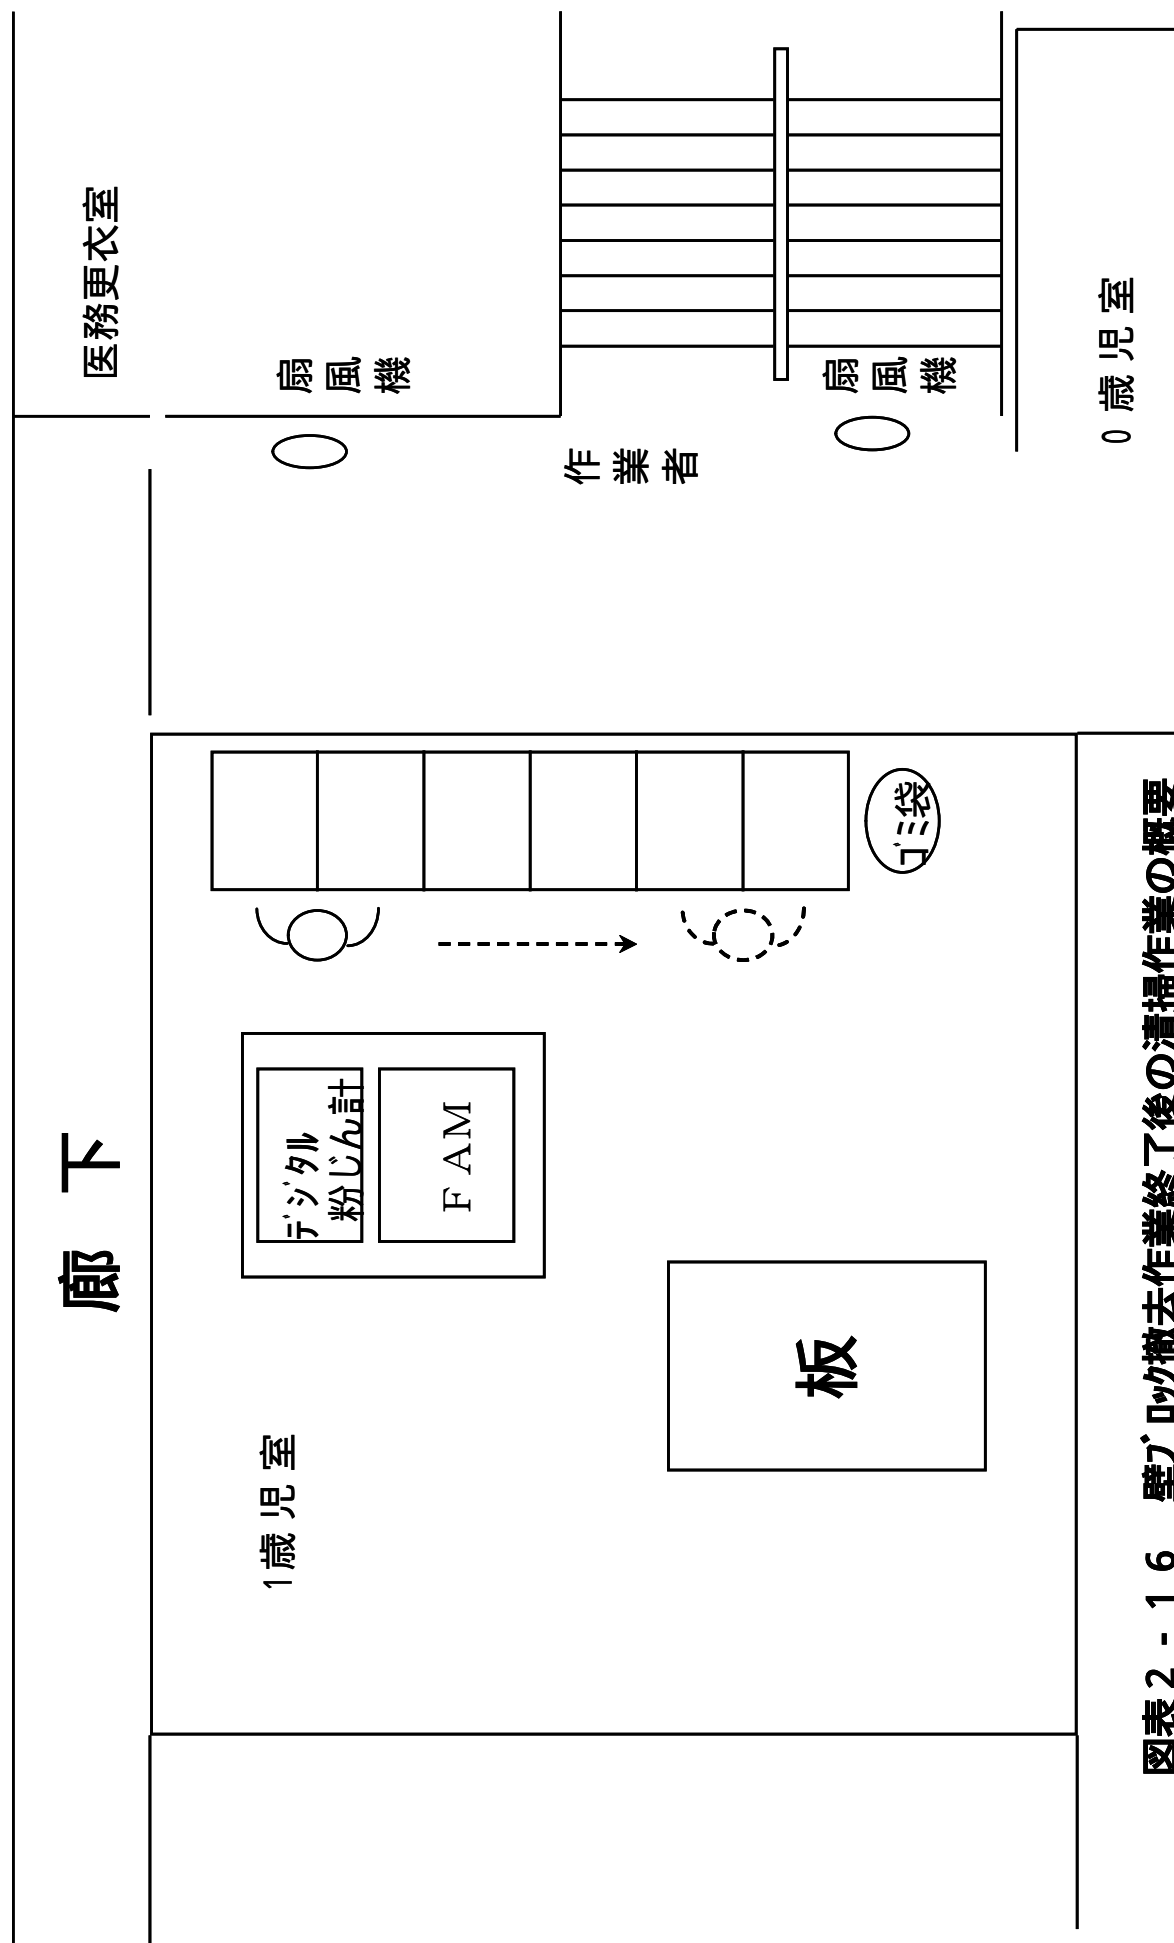 廊 下
医務更衣室
1歳 児 室
デジタル
粉じん計
扇 風 機
F AM
作 業 者
板
扇 風 機
ゴミ袋
0 歳 児 室
図表２-１６ 壁ブロック撤去作業終了後の清掃作業の概要